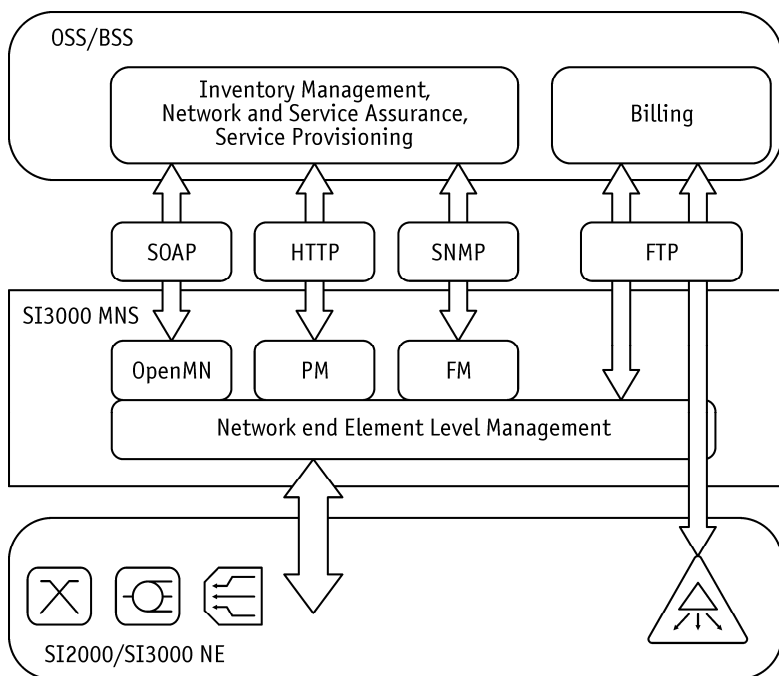 OSS/BSS
Inventory Management,
Network and Service Assurance,
Service Provisioning
Billing
SOAP
HTTP
SNMP
FTP
SI3000 MNS
OpenMN
PM
FM
Network end Element Level Management
SI2000/SI3000 NE